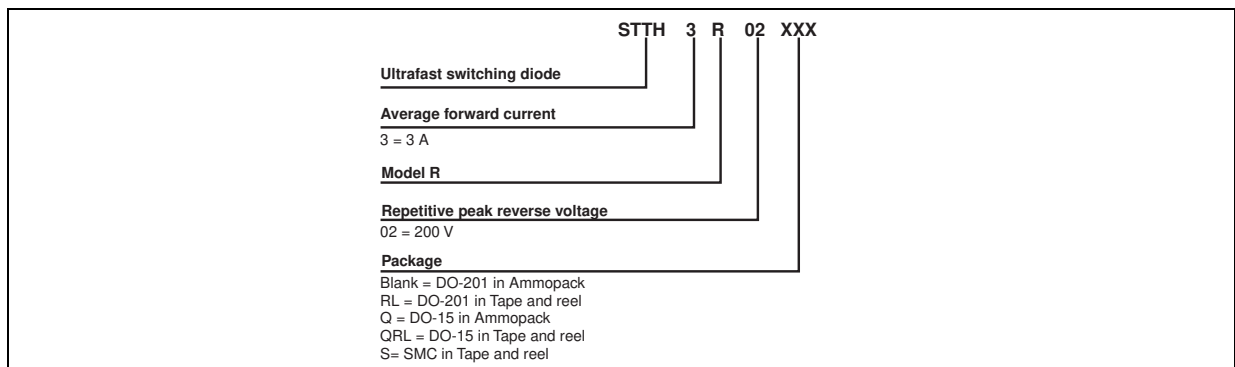 STTH 3 R 02 XXX
Ultrafast switching diode
Average forward current
3 = 3 A
Model R
Repetitive peak reverse voltage
02 = 200 V
Package
Blank = DO-201 in Ammopack
RL = DO-201 in Tape and reel
Q = DO-15 in Ammopack
QRL = DO-15 in Tape and reel
S= SMC in Tape and reel